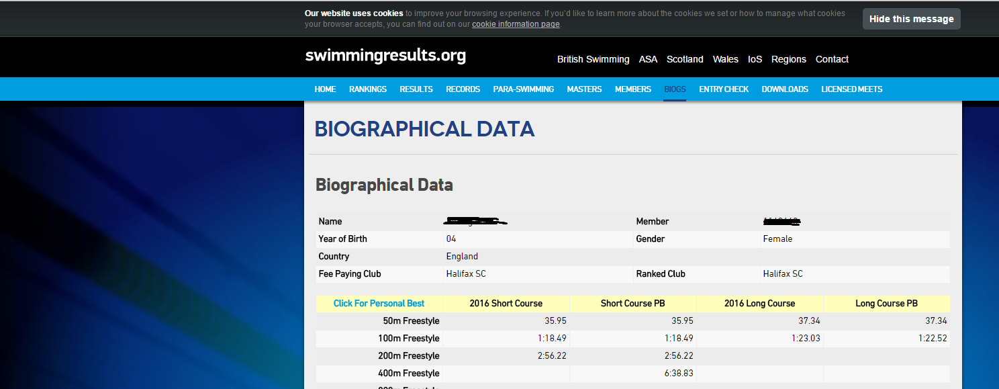 Our website uses cookies to improve your browsing experience. If you'd like to learn more about the cookies we set or how to manage what cookies
your browser accepts, you can find out on our cookie information page.
Hide this message
swimmingresults.org
British Swimming ASA Scotland Wales IoS Regions Contact
HOME RANKINGS RESULTS RECORDS PARA-SWIMMING MASTERS MEMBERS BIOGS ENTRY CHECK DOWNLOADS LICENSED MEETS
BIOGRAPHICAL DATA
Biographical Data
Name Member
Year of Birth 04 Gender Female
Country England
Fee Paying Club Halifax SC Ranked Club Halifax SC
Click For Personal Best 2016 Short Course Short Course PB 2016 Long Course Long Course PB
50m Freestyle 35.95 35.95 37.34 37.34
100m Freestyle 1:18.49 1:18.49 1:23.03 1:22.52
200m Freestyle 2:56.22 2:56.22
400m Freestyle 6:38.83